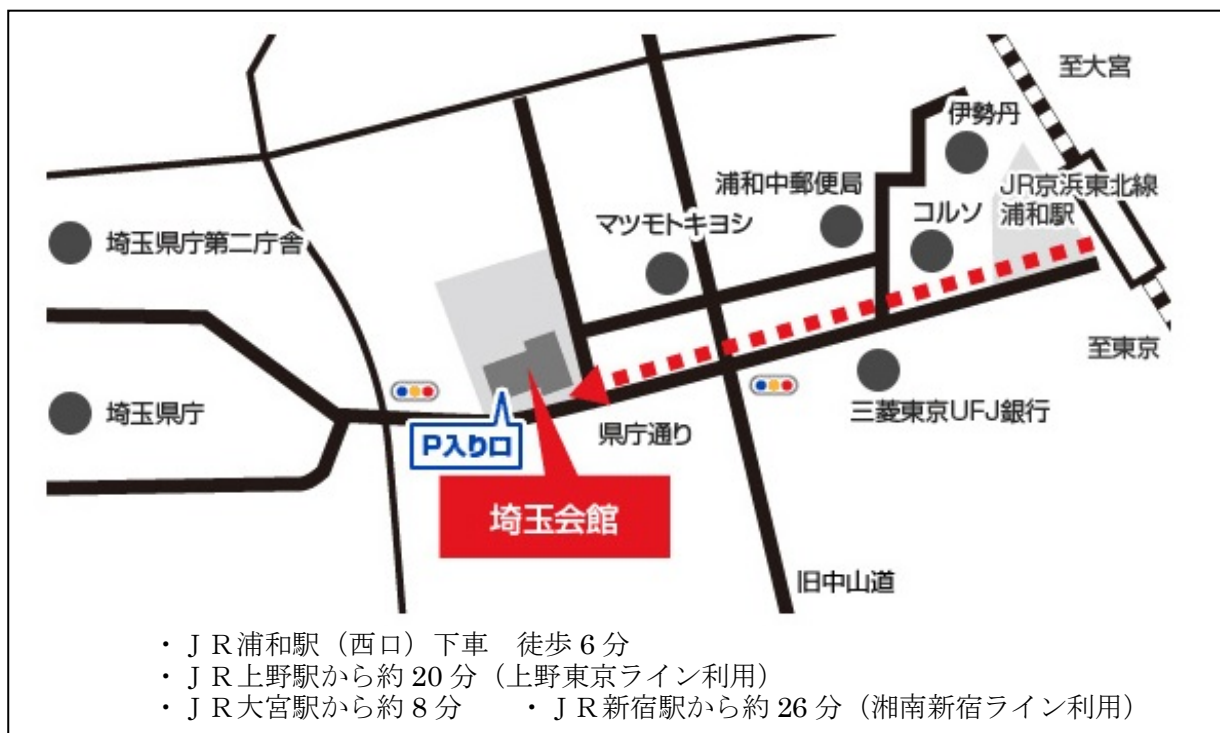 至大宮
伊勢丹
浦和中郵便局
JR京浜東北線
浦和駅
コルソ
マツモトキヨシ
埼玉県庁第二庁舎
至東京
埼玉県庁
三菱東京UFJ銀行
県庁通り
P入り口
埼玉会館
旧中山道
・ＪＲ浦和駅（西口）下車　徒歩 6 分
・ＪＲ上野駅から約 20 分（上野東京ライン利用）
・ＪＲ大宮駅から約 8 分　　・ＪＲ新宿駅から約 26 分（湘南新宿ライン利用）